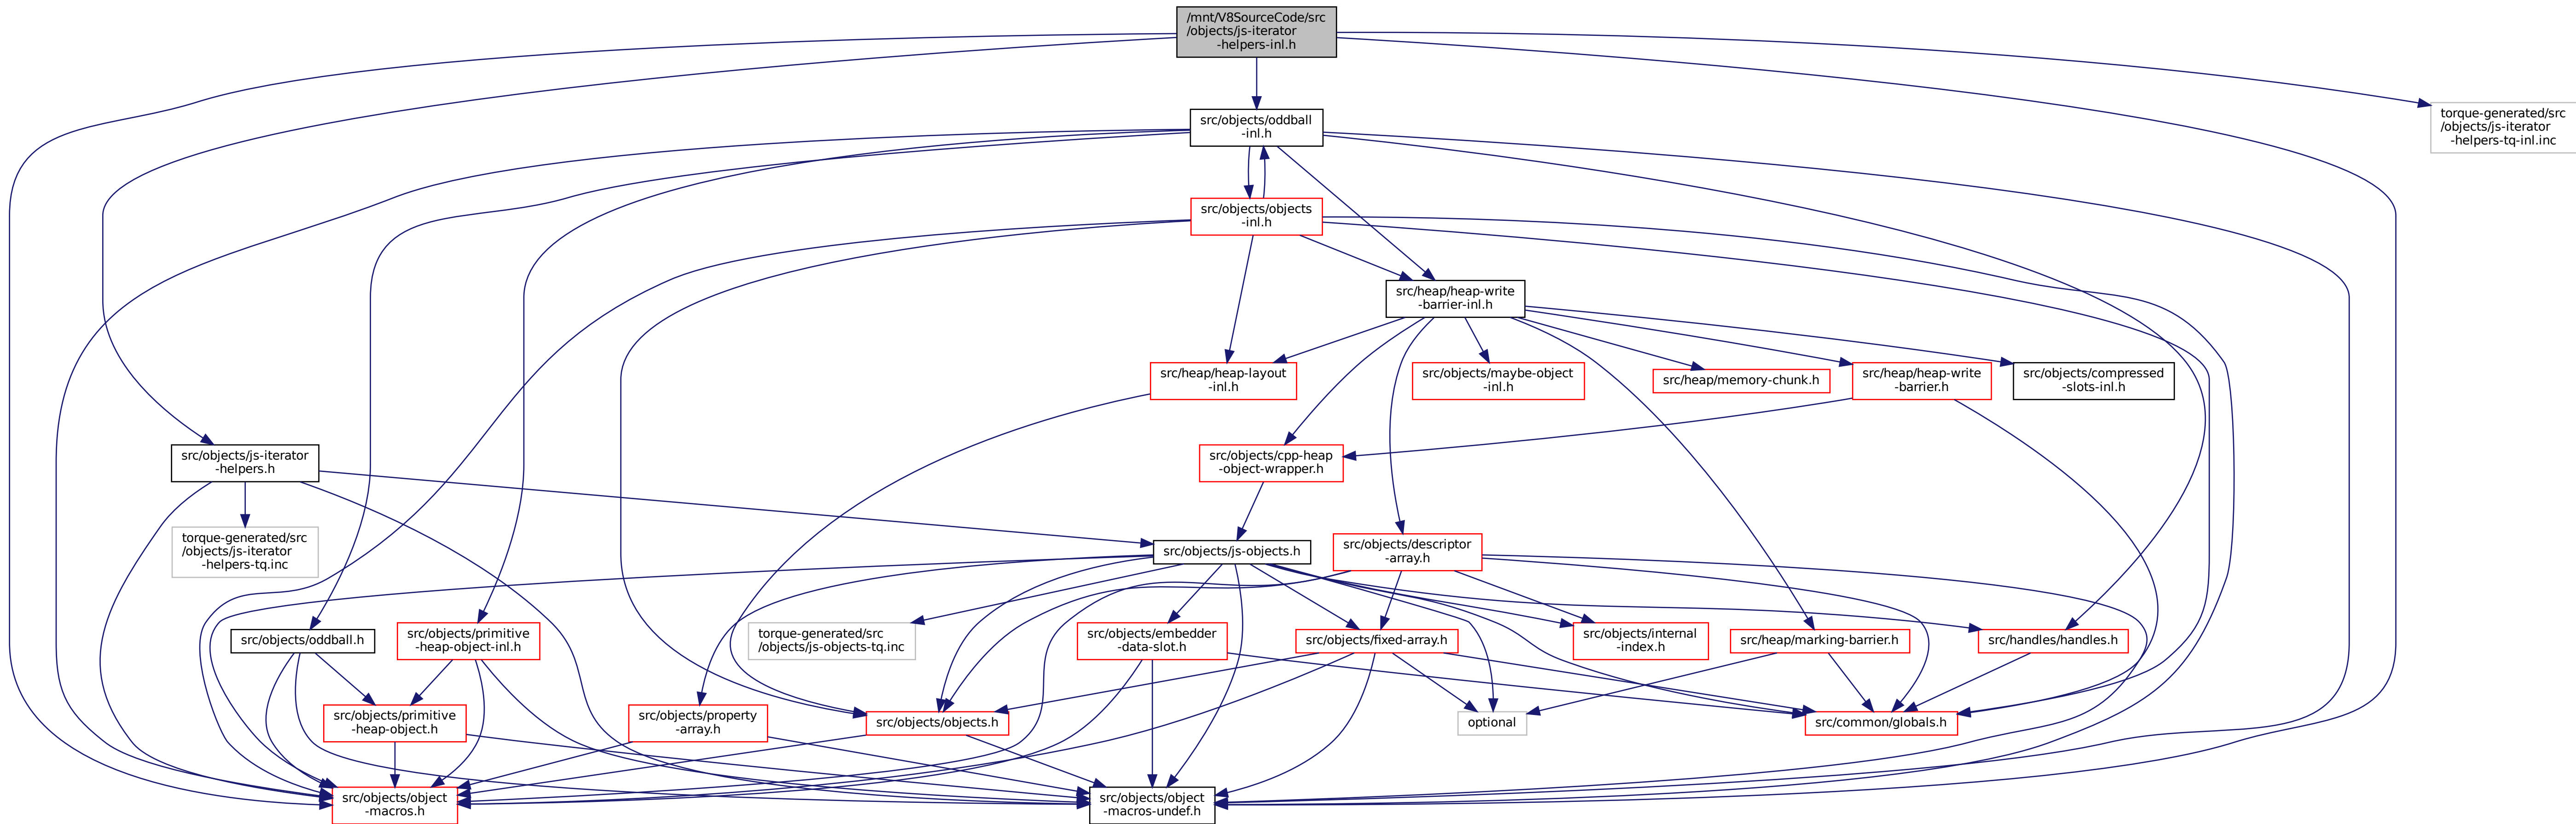 /mnt/V8SourceCode/src
/objects/js-iterator
-helpers-inl.h
torque-generated/src
/objects/js-iterator
-helpers-tq-inl.inc
src/objects/oddball
-inl.h
src/objects/objects
-inl.h
src/heap/heap-write
-barrier-inl.h
src/heap/heap-layout
-inl.h
src/objects/maybe-object
-inl.h
src/heap/memory-chunk.h
src/heap/heap-write
-barrier.h
src/objects/compressed
-slots-inl.h
src/objects/js-iterator
-helpers.h
src/objects/cpp-heap
-object-wrapper.h
torque-generated/src
/objects/js-iterator
-helpers-tq.inc
src/objects/js-objects.h
src/objects/descriptor
-array.h
src/objects/oddball.h
src/objects/primitive
-heap-object-inl.h
torque-generated/src
/objects/js-objects-tq.inc
src/objects/embedder
-data-slot.h
src/objects/fixed-array.h
src/objects/internal
-index.h
src/heap/marking-barrier.h
src/handles/handles.h
src/objects/primitive
-heap-object.h
src/objects/property
-array.h
src/objects/objects.h
optional
src/common/globals.h
src/objects/object
-macros.h
src/objects/object
-macros-undef.h